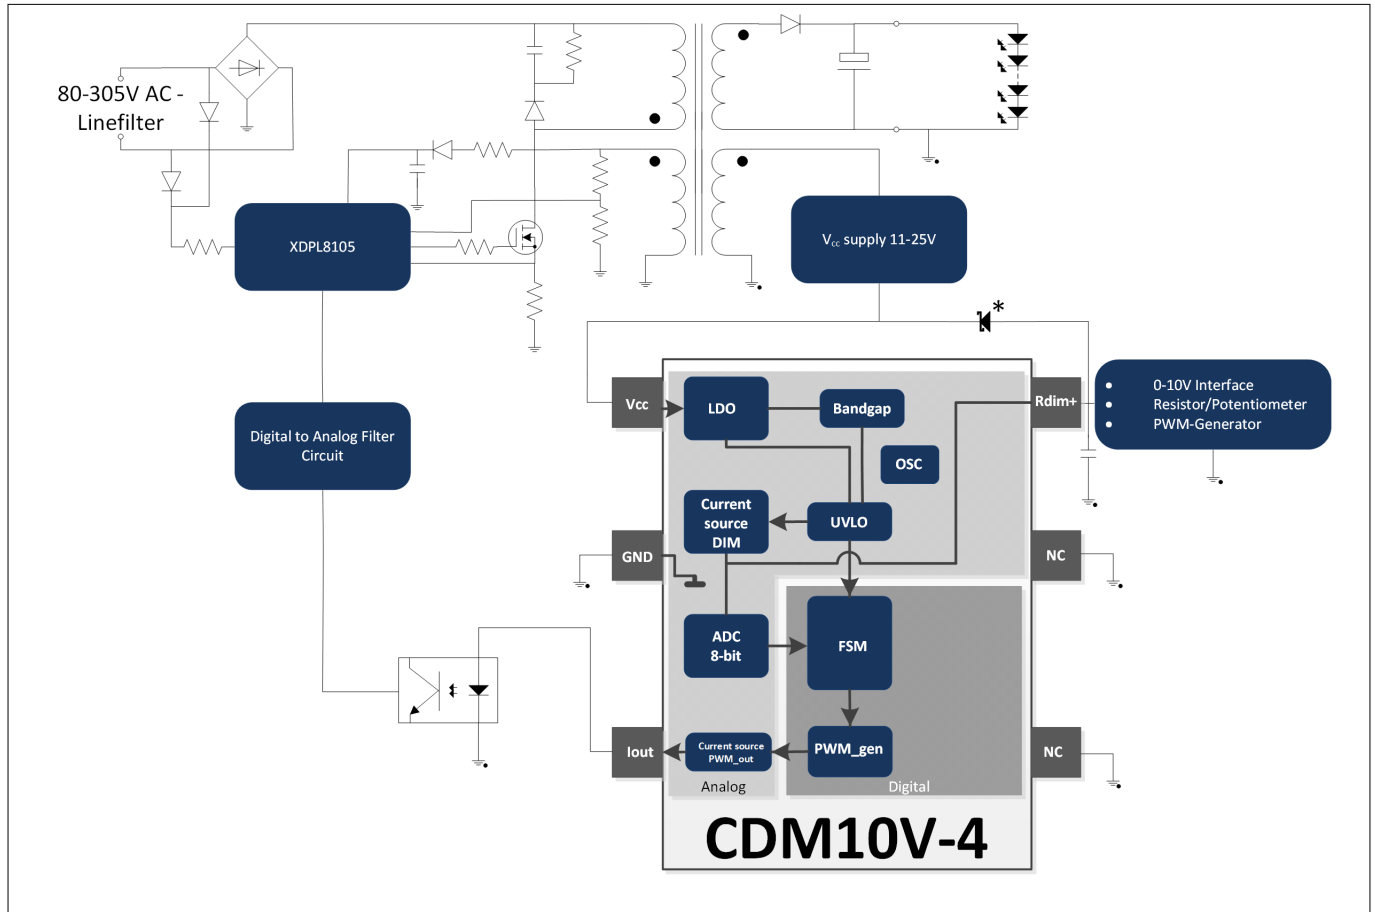 80-305V AC -
Linefilter
XDPL8105
Vcc supply 11-25V
*
Digital to Analog Filter
Circuit
Vcc
LDO
Bandgap
Rdim+
• 0-10V Interface
• Resistor/Potentiometer
• PWM-Generator
OSC
Current
source
DIM
UVLO
GND
NC
ADC
8-bit
FSM
Iout
Current source
PWM_out
PWM_gen
NC
Analog
Digital
CDM10V-4